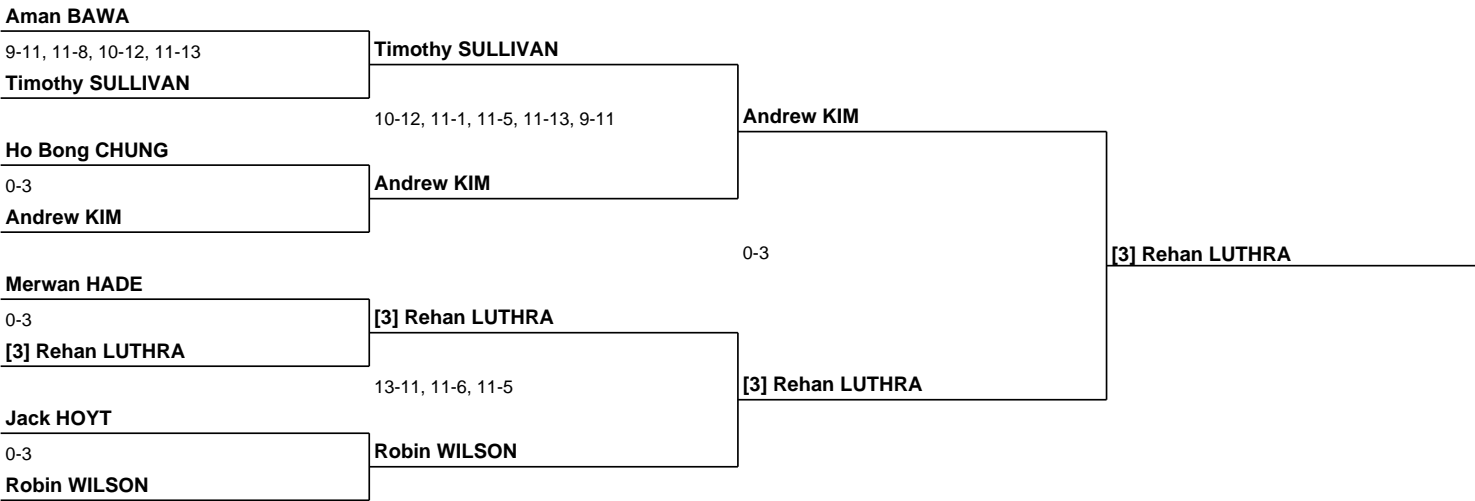 Aman BAWA
9-11, 11-8, 10-12, 11-13
Timothy SULLIVAN
Timothy SULLIVAN
10-12, 11-1, 11-5, 11-13, 9-11
Andrew KIM
Ho Bong CHUNG
0-3
Andrew KIM
Andrew KIM
0-3
[3] Rehan LUTHRA
Merwan HADE
0-3
[3] Rehan LUTHRA
[3] Rehan LUTHRA
13-11, 11-6, 11-5
[3] Rehan LUTHRA
Jack HOYT
0-3
Robin WILSON
Robin WILSON